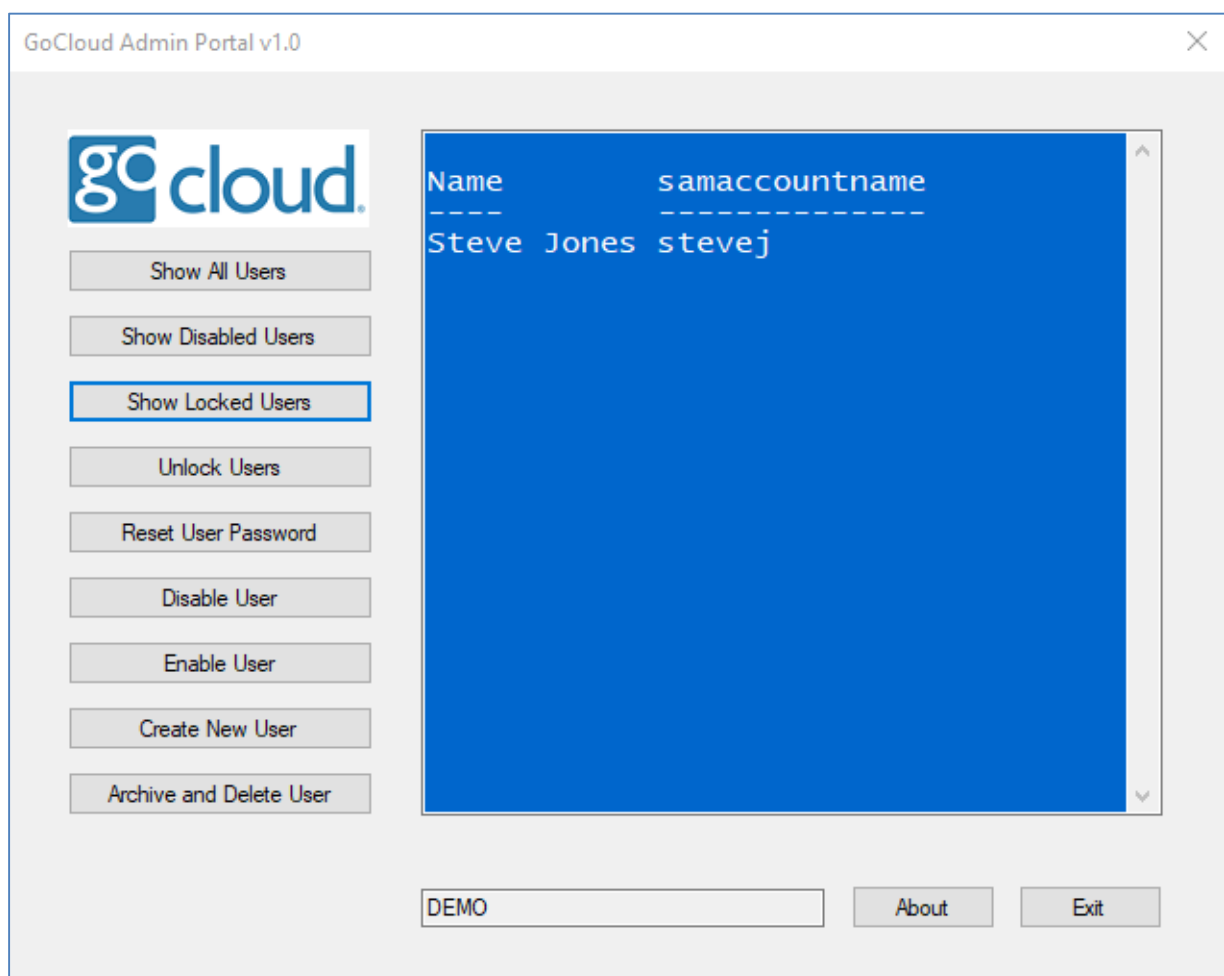 GoCloud Admin Portal v1.0
go cloud®
Show All Users
Show Disabled Users
Show Locked Users
Unlock Users
Reset User Password
Disable User
Enable User
Create New User
Archive and Delete User
Name samaccountname
---- --------------
Steve Jones stevej
DEMO
About
Exit